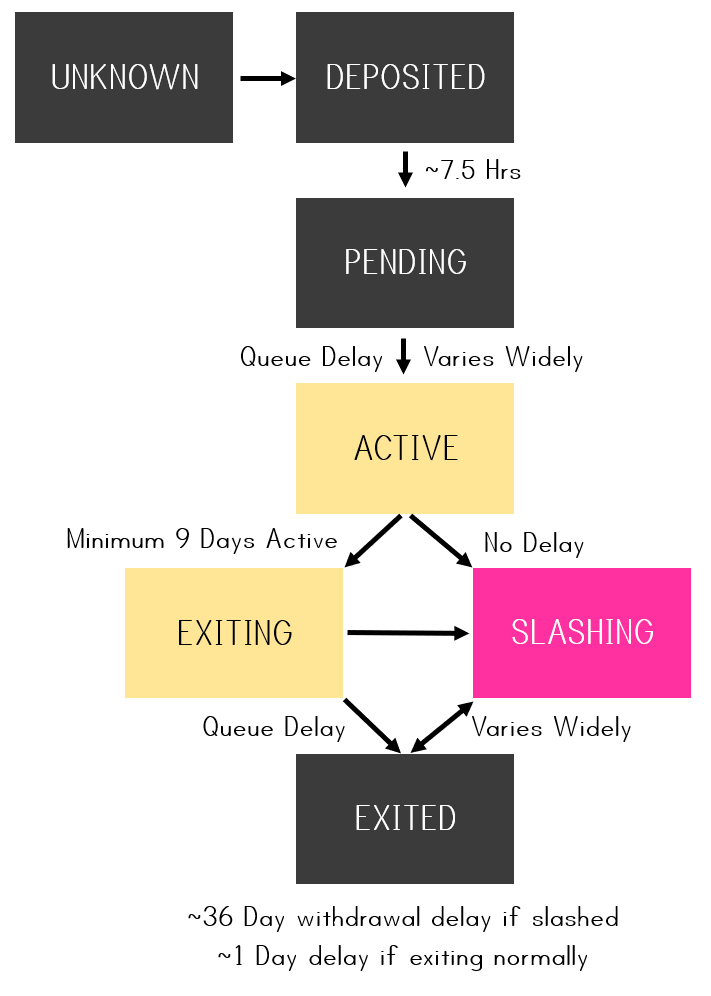 UNKNOWN
DEPOSITED
~7.5 Hrs
PENDING
Queue Delay
Varies Widely
ACTIVE
Minimum 9 Days Active
No Delay
EXITING
SLASHING
Queue Delay
Varies Widely
EXITED
~36 Day withdrawal delay if slashed
~1 Day delay if exiting normally